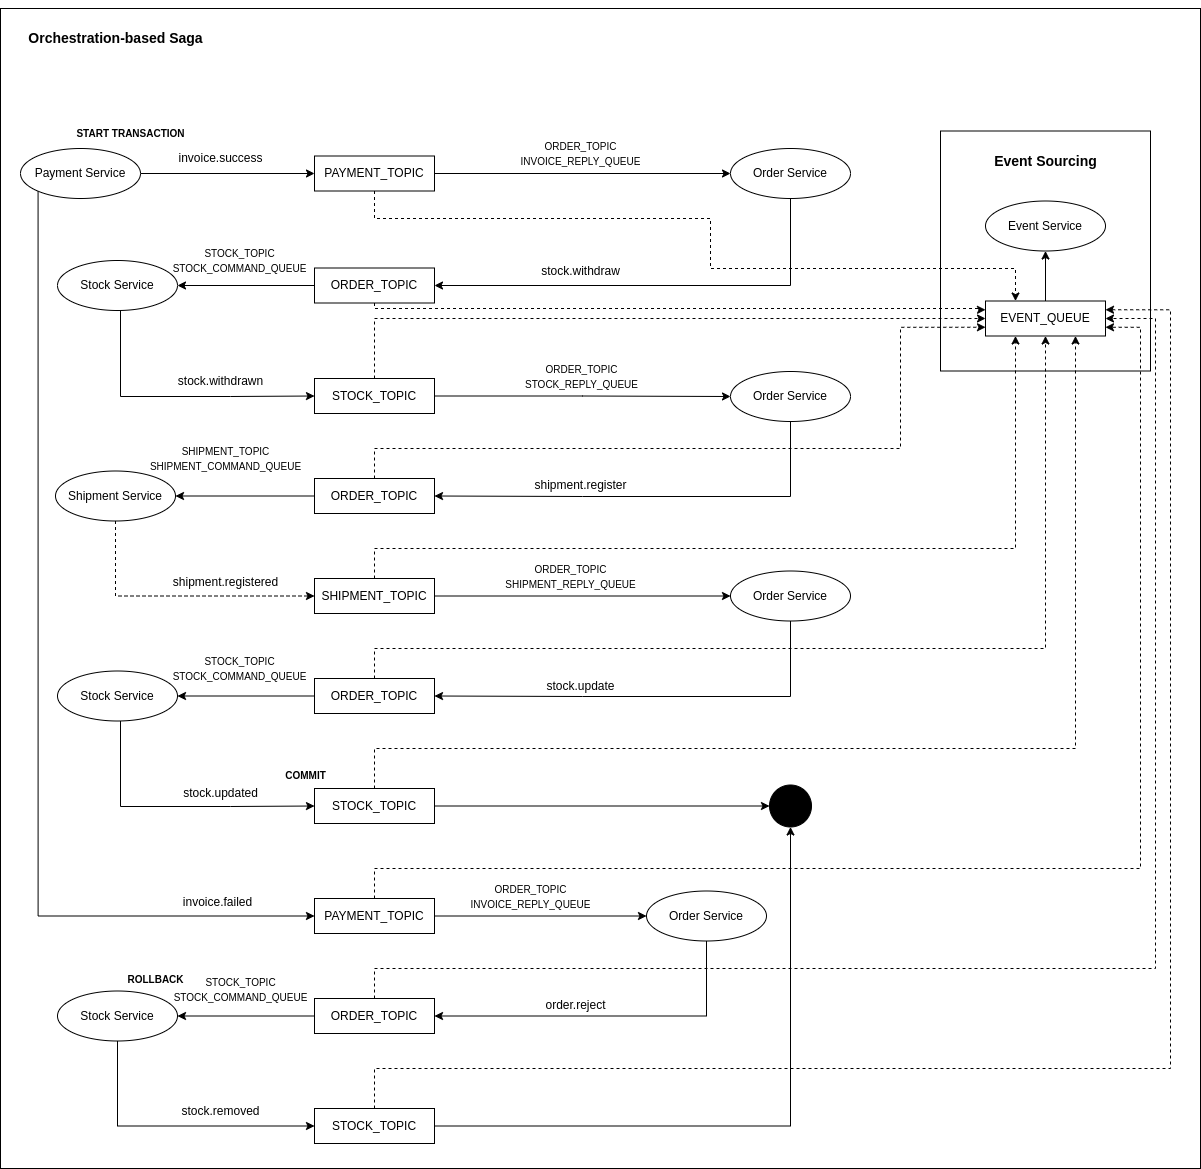 Orchestration-based Saga
START TRANSACTION
Payment Service
invoice.success
PAYMENT_TOPIC
ORDER_TOPIC
INVOICE_REPLY_QUEUE
Order Service
Event Sourcing
Event Service
EVENT_QUEUE
STOCK_TOPIC
STOCK_COMMAND_QUEUE
Stock Service
ORDER_TOPIC
stock.withdraw
stock.withdrawn
STOCK_TOPIC
ORDER_TOPIC
STOCK_REPLY_QUEUE
Order Service
SHIPMENT_TOPIC
SHIPMENT_COMMAND_QUEUE
Shipment Service
ORDER_TOPIC
shipment.register
shipment.registered
SHIPMENT_TOPIC
ORDER_TOPIC
SHIPMENT_REPLY_QUEUE
Order Service
STOCK_TOPIC
STOCK_COMMAND_QUEUE
Stock Service
ORDER_TOPIC
stock.update
COMMIT
stock.updated
STOCK_TOPIC
invoice.failed
PAYMENT_TOPIC
ORDER_TOPIC
INVOICE_REPLY_QUEUE
Order Service
ROLLBACK
STOCK_TOPIC
STOCK_COMMAND_QUEUE
Stock Service
ORDER_TOPIC
order.reject
stock.removed
STOCK_TOPIC